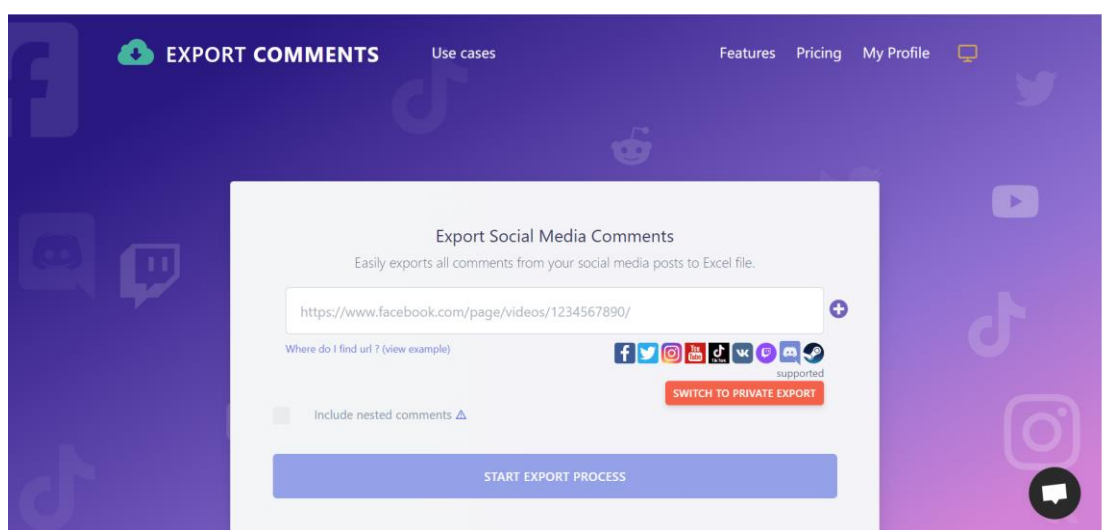 EXPORT COMMENTS
Use cases
Features
Pricing
My Profile
Export Social Media Comments
Easily exports all comments from your social media posts to Excel file.
https://www.facebook.com/page/videos/1234567890/
Where do I find url ? (view example)
supported
SWITCH TO PRIVATE EXPORT
Include nested comments
START EXPORT PROCESS